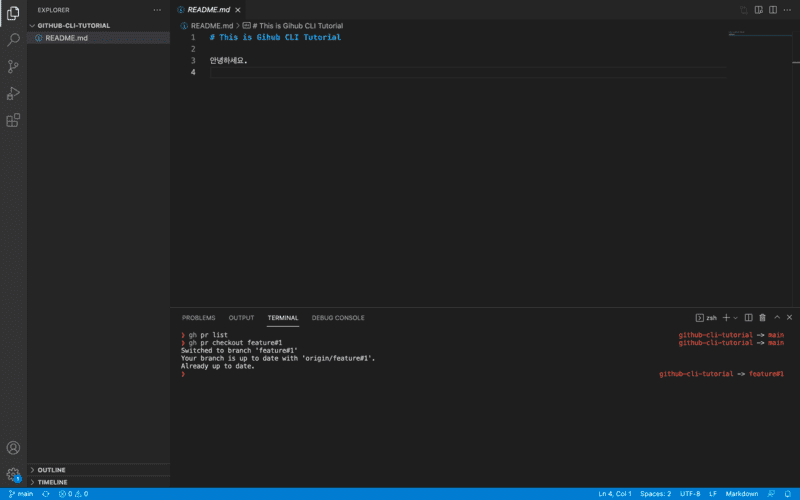 EXPLORER
GITHUB-CLI-TUTORIAL
README.md
OUTLINE
TIMELINE
README.md
README.md > # This is Gihub CLI Tutorial
1 # This is Gihub CLI Tutorial
2
3 안녕하세요.
4
PROBLEMS OUTPUT TERMINAL DEBUG CONSOLE zsh
❯ gh pr list github-cli-tutorial -> main
❯ gh pr checkout feature#1 github-cli-tutorial -> main
Switched to branch 'feature#1'
Your branch is up to date with 'origin/feature#1'.
Already up to date.
❯ github-cli-tutorial -> feature#1
1
main 0 0 Ln 4, Col 1 Spaces: 2 UTF-8 LF Markdown